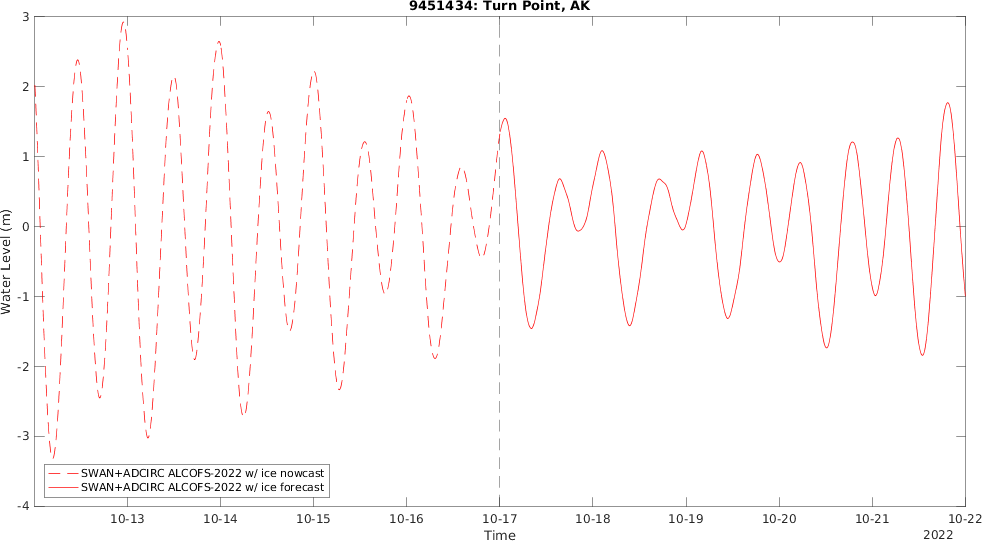 9451434: Turn Point, AK
3
2
1
0
-1
-2
-3
-4
Water Level (m)
SWAN+ADCIRC ALCOFS-2022 w/ ice nowcast
SWAN+ADCIRC ALCOFS-2022 w/ ice forecast
10-13 10-14 10-15 10-16 10-17 10-18 10-19 10-20 10-21 10-22
Time
2022